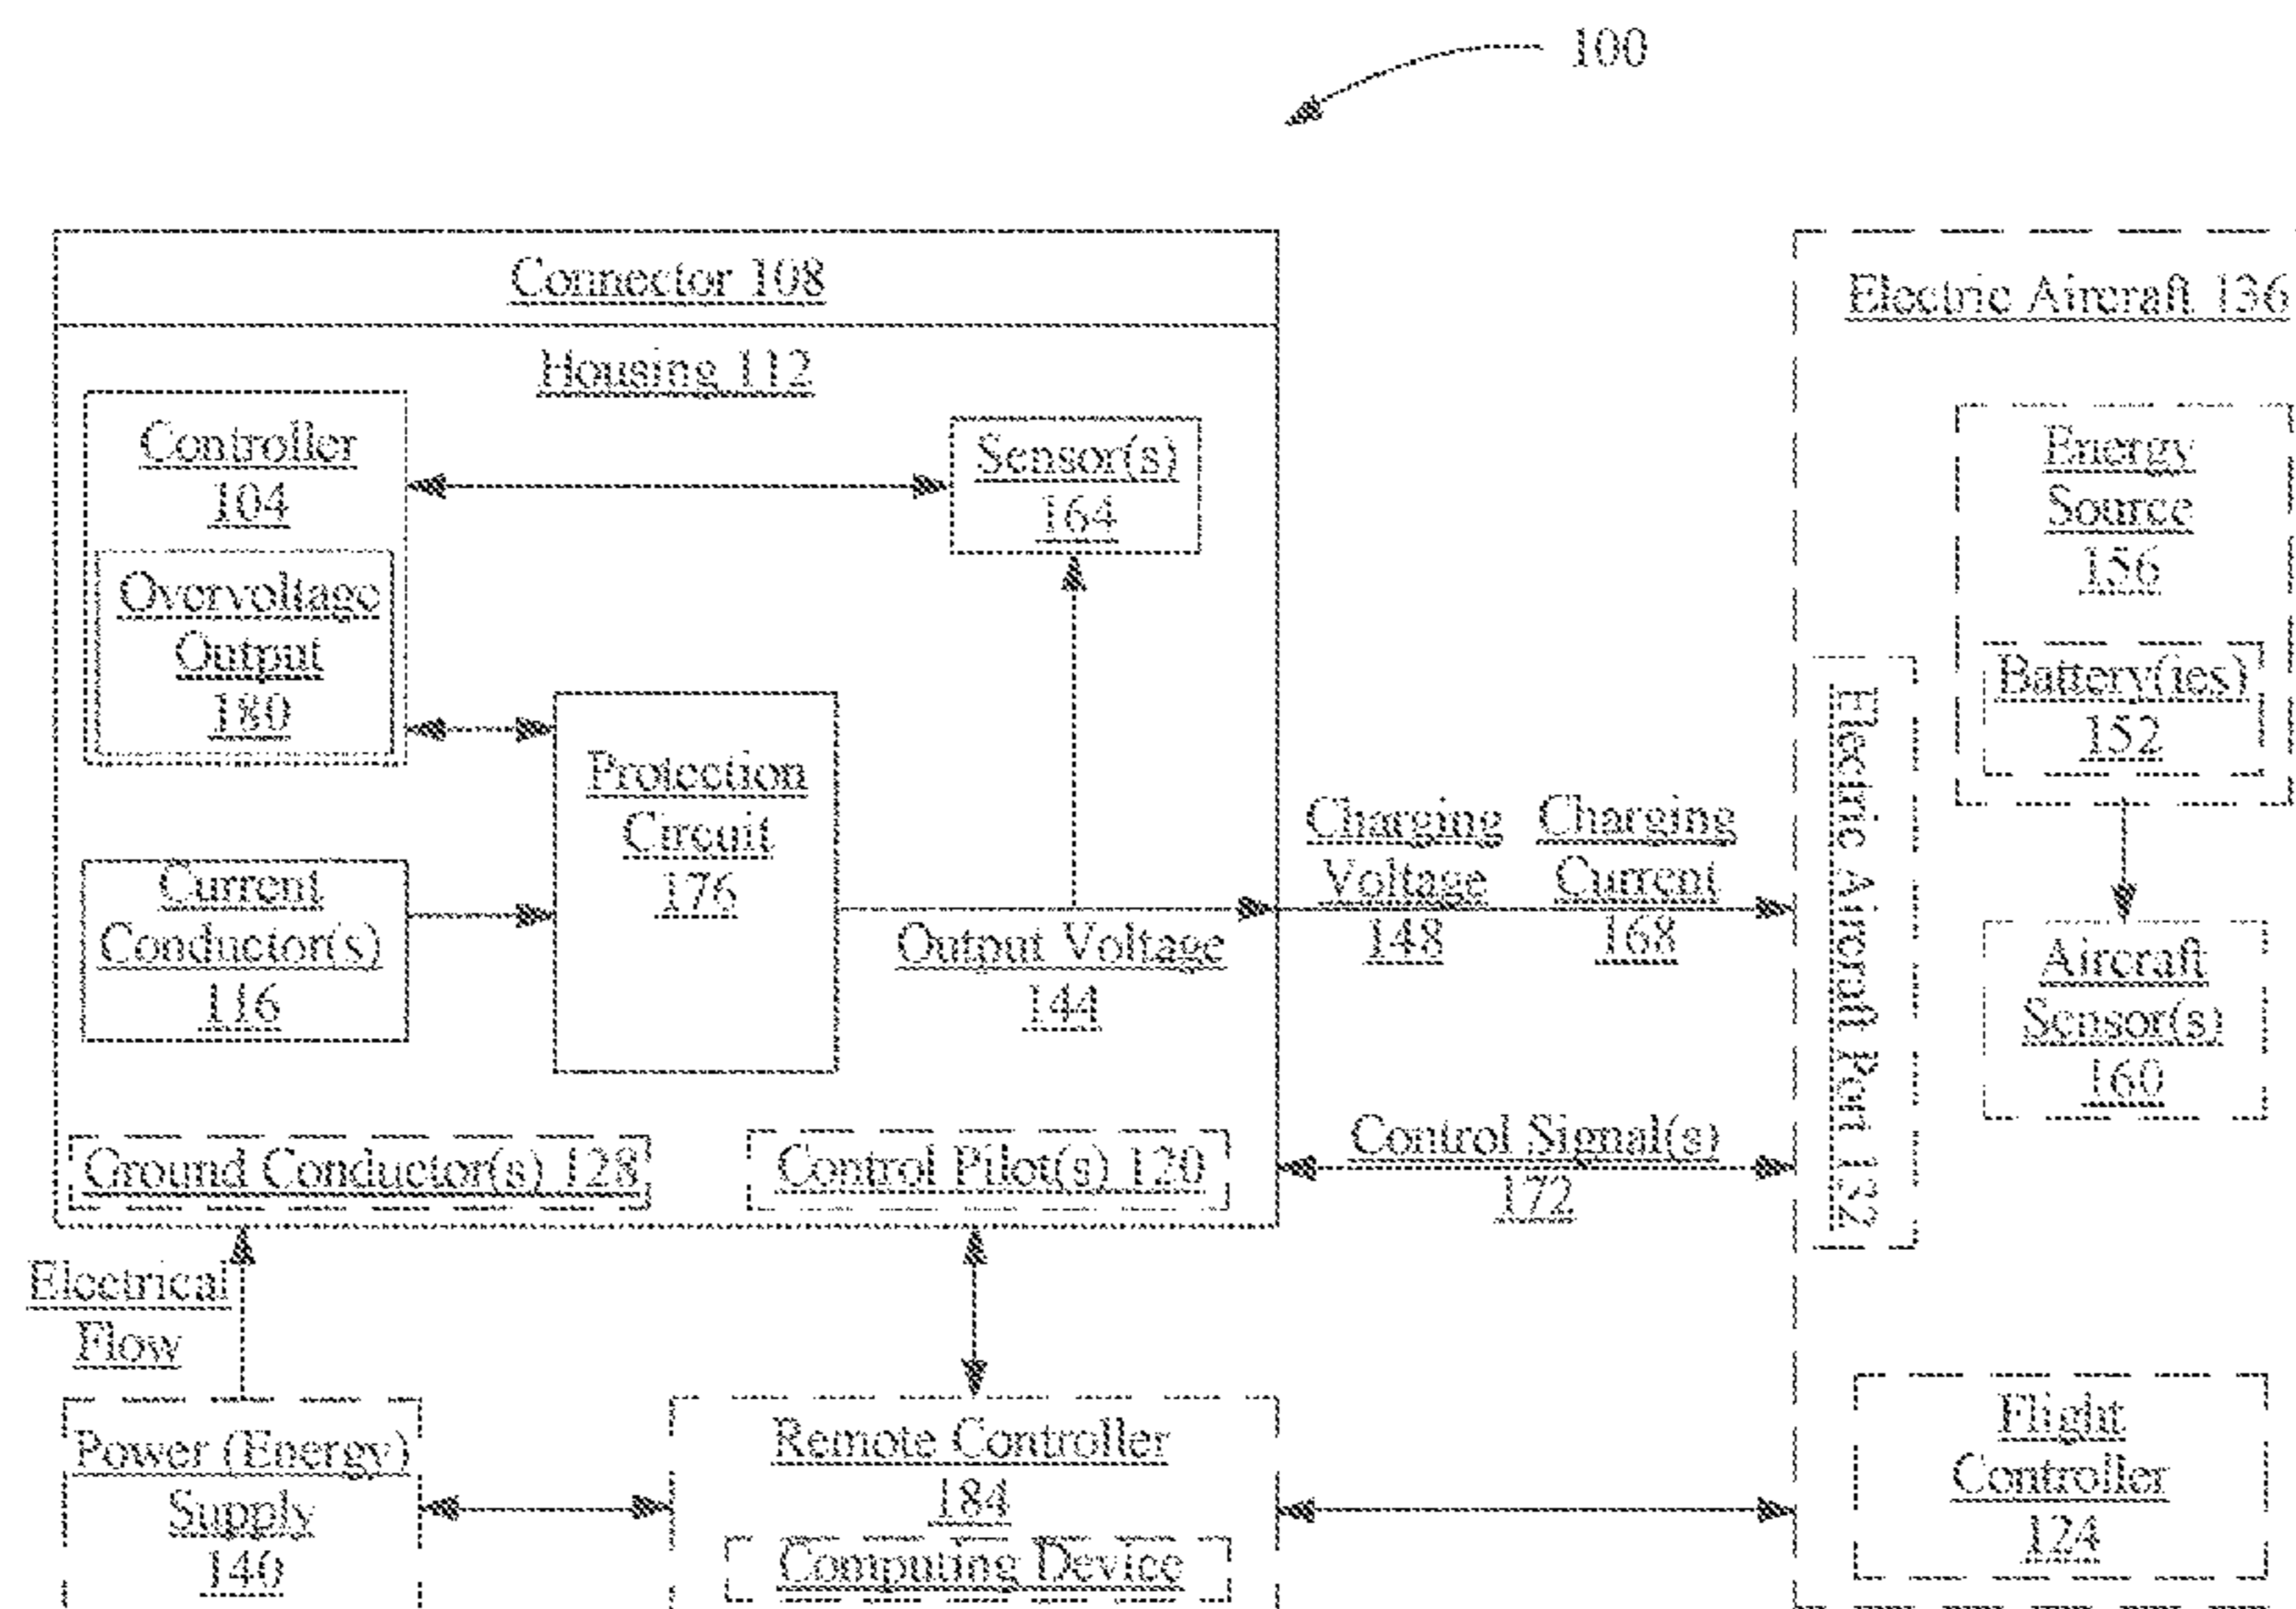 100
Connector 108
Housing 112
Controller
104
Overvoltage
Output
180
Sensor(s)
164
Protection
Circuit
176
Current
Conductor(s)
116
Output Voltage
144
Ground Conductor(s) 128
Control Pilot(s) 120
Charging
Voltage
148
Charging
Current
168
Control Signal(s)
172
Electric Aircraft 136
Energy
Source
156
Battery(ies)
152
Electric Aircraft Port 132
Aircraft
Sensor(s)
160
Flight
Controller
124
Electrical
Flow
Power (Energy)
Supply
140
Remote Controller
184
Computing Device